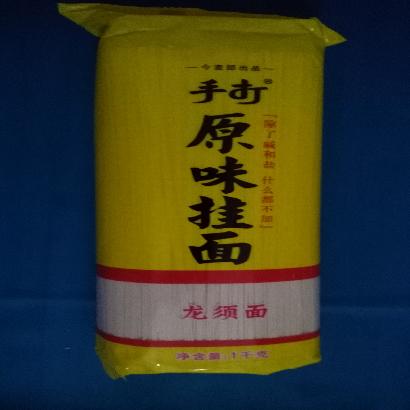 今麦郎出品
手打®
原味挂面
「除了碱和盐 什么都不加」
龙须面
净含量:1千克